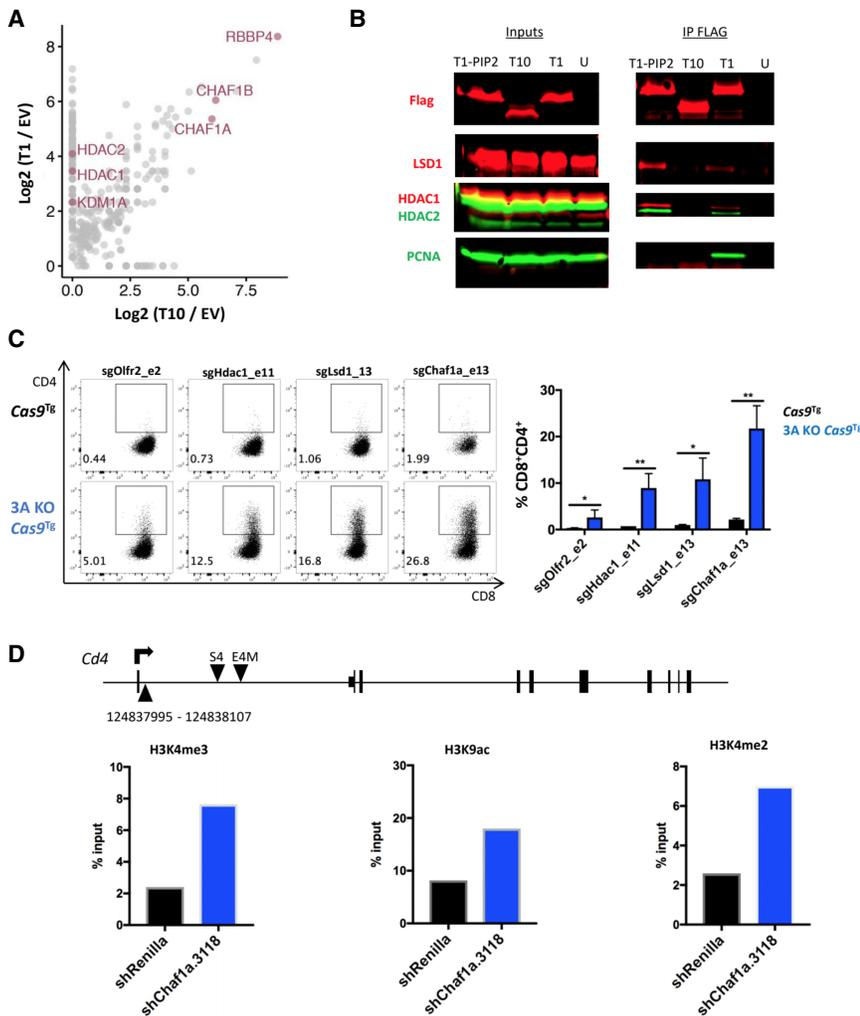 A
RBBP4
CHAF1B
CHAF1A
HDAC2
HDAC1
KDM1A
8
6
4
2
0
0.0 2.5 5.0 7.5
Log2 (T1 / EV)
Log2 (T10 / EV)
B
Inputs IP FLAG
T1-PIP2 T10 T1 U T1-PIP2 T10 T1 U
Flag
LSD1
HDAC1
HDAC2
PCNA
C
CD4
sgOlfr2_e2 sgHdac1_e11 sgLsd1_13 sgChaf1a_e13
Cas9Tg
0.44 0.73 1.06 1.99
3A KO
Cas9Tg
5.01 12.5 16.8 26.8
CD8
% CD8+CD4+
30
20
10
0
* ** * **
sgOlfr2_e2 sgHdac1_e11 sgLsd1_e13 sgChaf1a_e13
Cas9Tg
3A KO Cas9Tg
D
Cd4
S4 E4M
124837995 - 124838107
H3K4me3
% input
10
8
6
4
2
0
shRenilla shChaf1a.3118
H3K9ac
% input
30
20
10
0
shRenilla shChaf1a.3118
H3K4me2
% input
8
6
4
2
0
shRenilla shChaf1a.3118